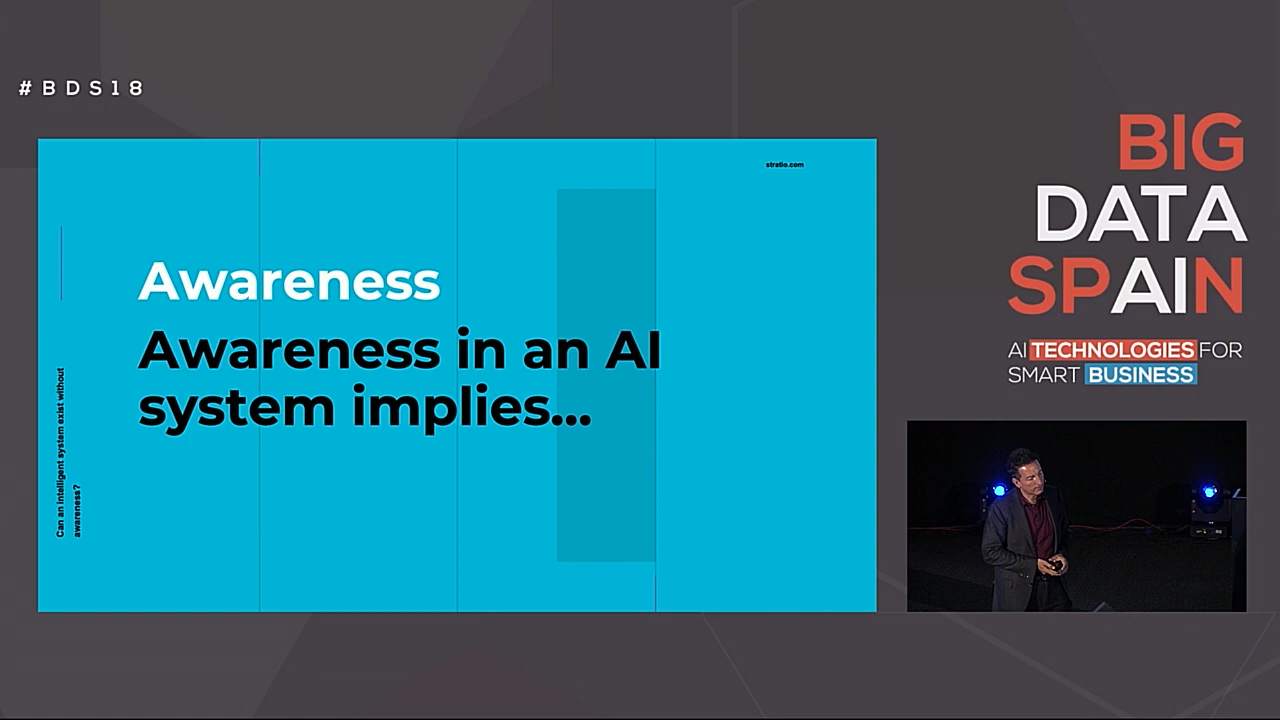 #BDS18
stratio.com
Awareness
Awareness in an AI
system implies...
Can an intelligent system exist without
awareness?
BIG
DATA
SPAIN
AI TECHNOLOGIES FOR
SMART BUSINESS